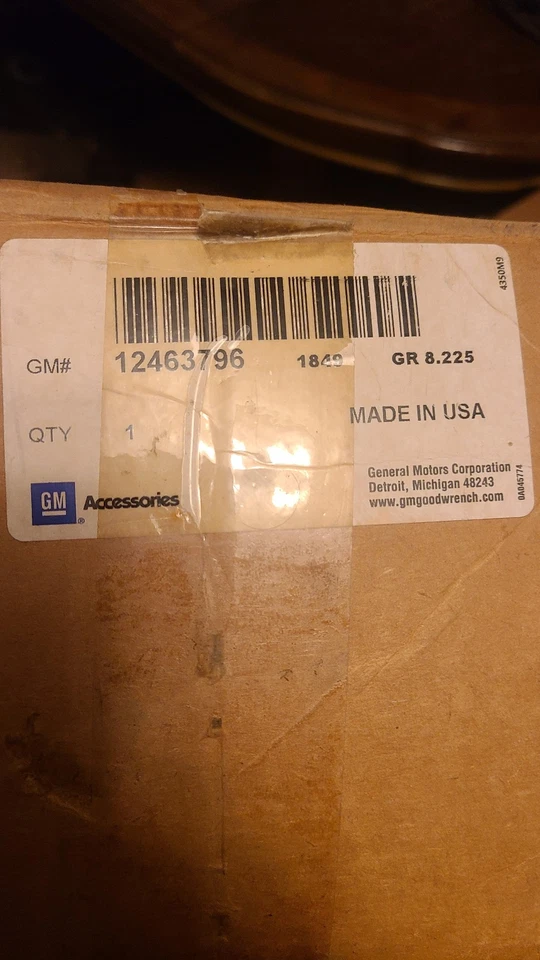 4350M9
GM# 12463796 1849 GR 8.225
QTY 1 MADE IN USA
General Motors Corporation
Detroit, Michigan 48243
www.gmgoodwrench.com
0A045774
GM® Accessories